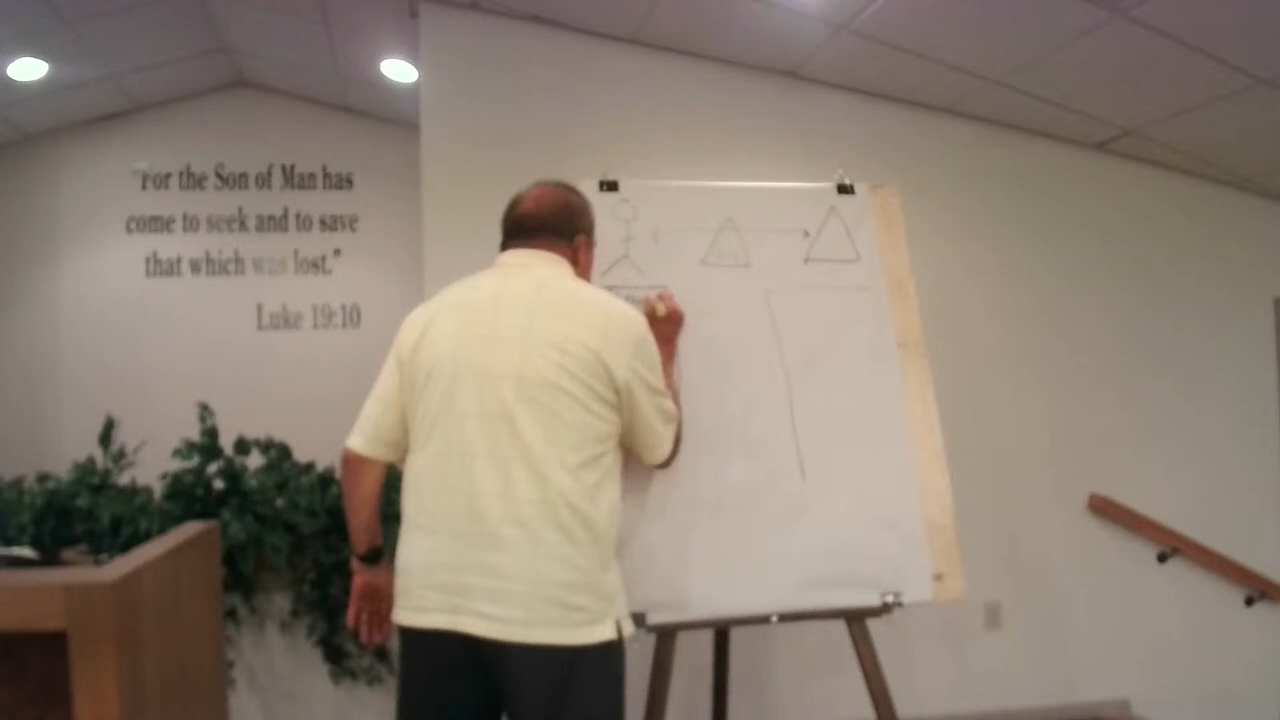 "For the Son of Man has
come to seek and to save
that which was lost."
Luke 19:10